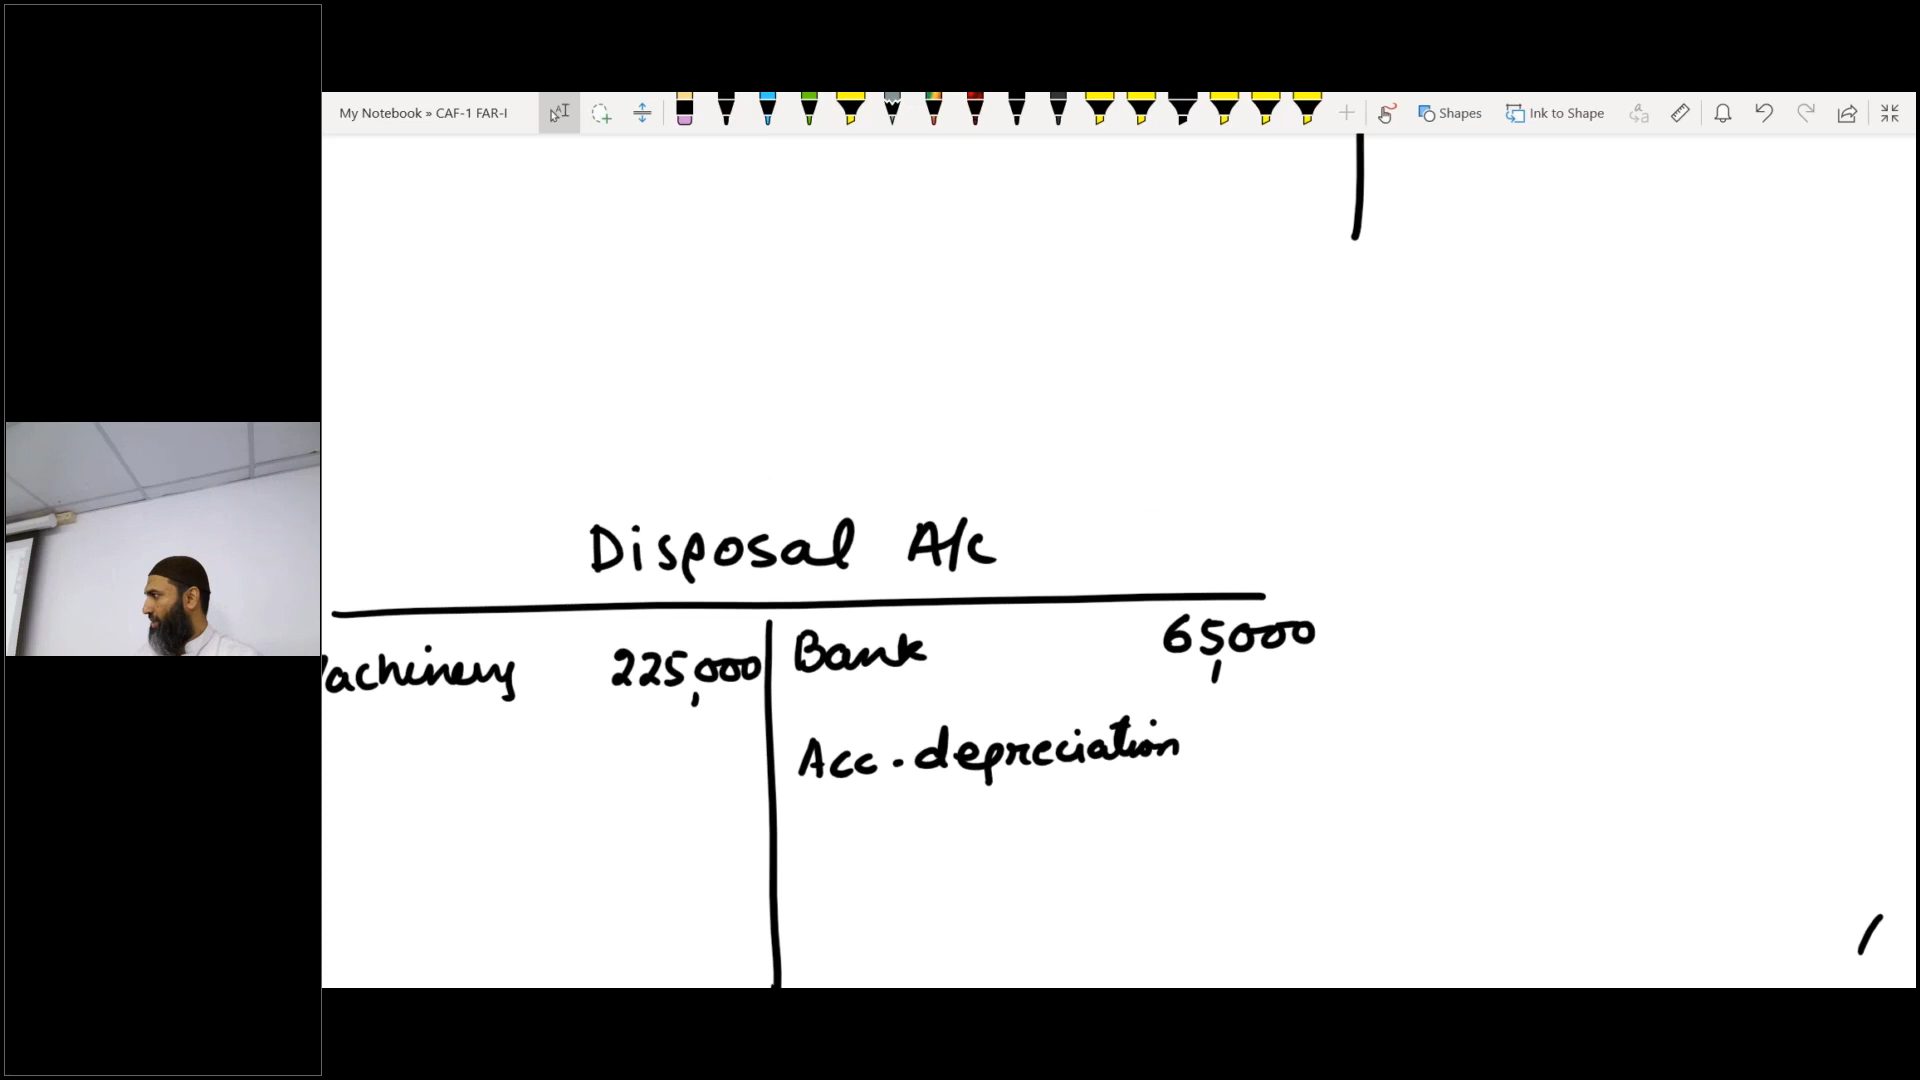 My Notebook » CAF-1 FAR-I
Shapes
Ink to Shape
Disposal A/c
achinery 225,000
Bank 65,000
Acc. depreciation